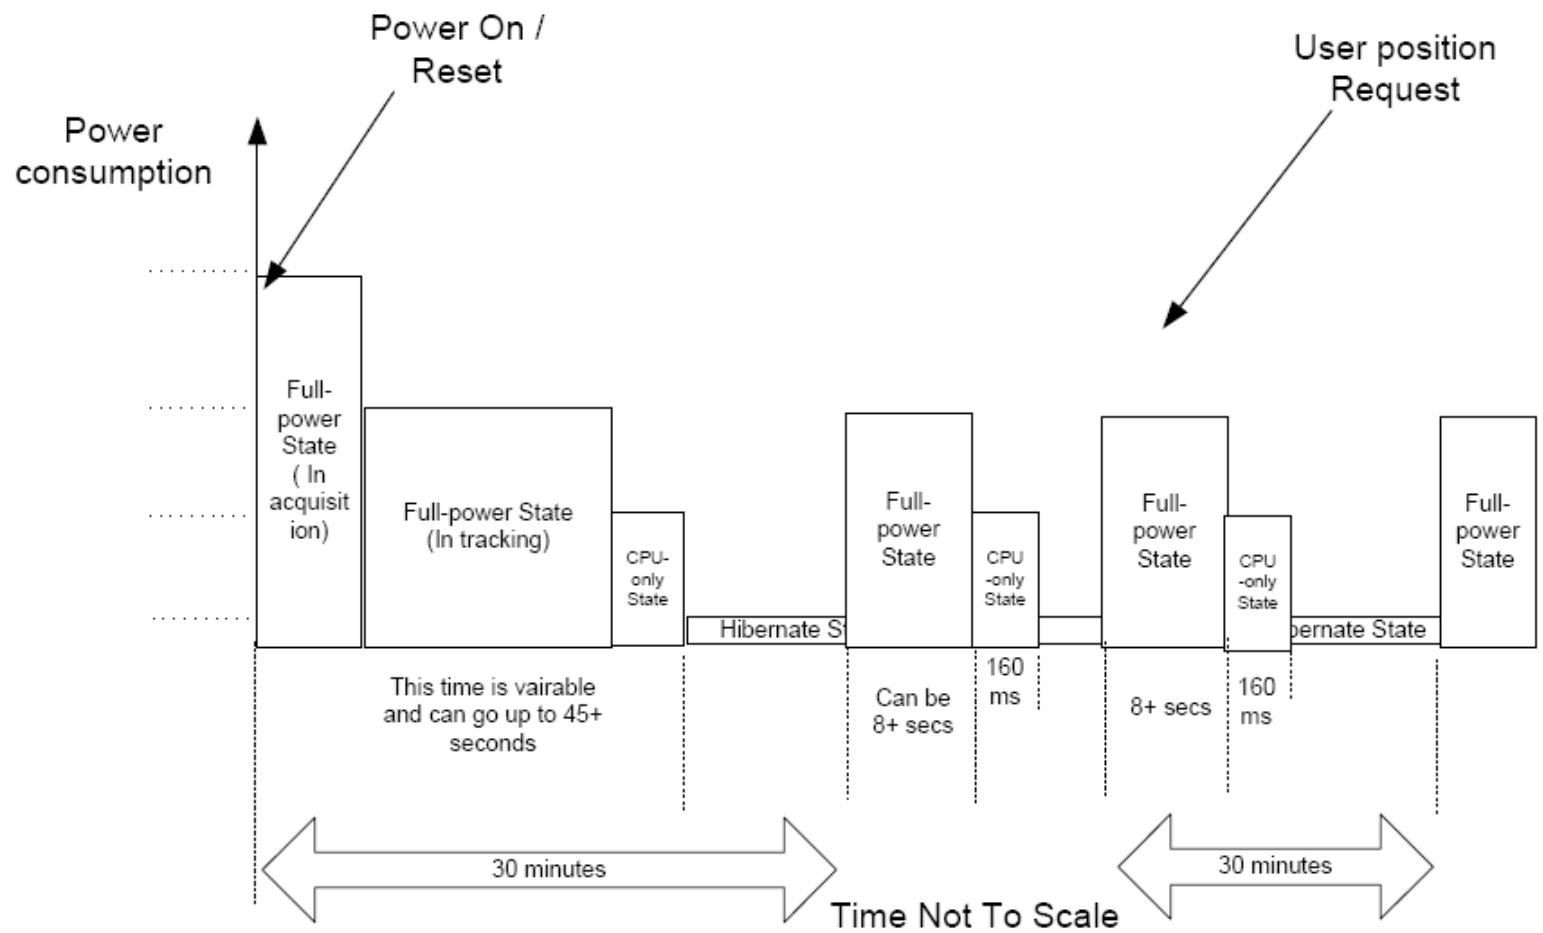 Power On /
Reset
User position
Request
Power
consumption
Full-
power
State
( In
acquisit
ion)
Full-power State
(In tracking)
CPU-
only
State
Hibernate S
Full-
power
State
CPU
-only
State
Full-
power
State
CPU
-only
State
bernate State
Full-
power
State
This time is vairable
and can go up to 45+
seconds
Can be
8+ secs
160
ms
8+ secs
160
ms
30 minutes
30 minutes
Time Not To Scale